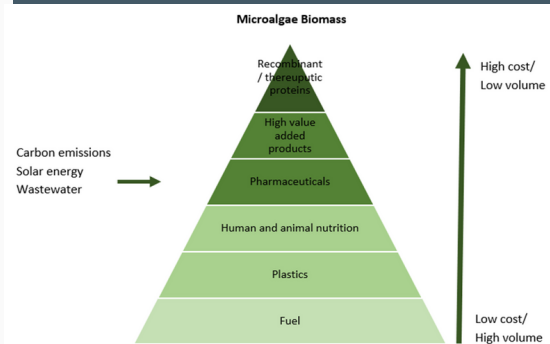 Microalgae Biomass
Recombinant
/ thereuputic
proteins
High value
added
products
Pharmaceuticals
Human and animal nutrition
Plastics
Fuel
Carbon emissions
Solar energy
Wastewater
High cost/
Low volume
Low cost/
High volume